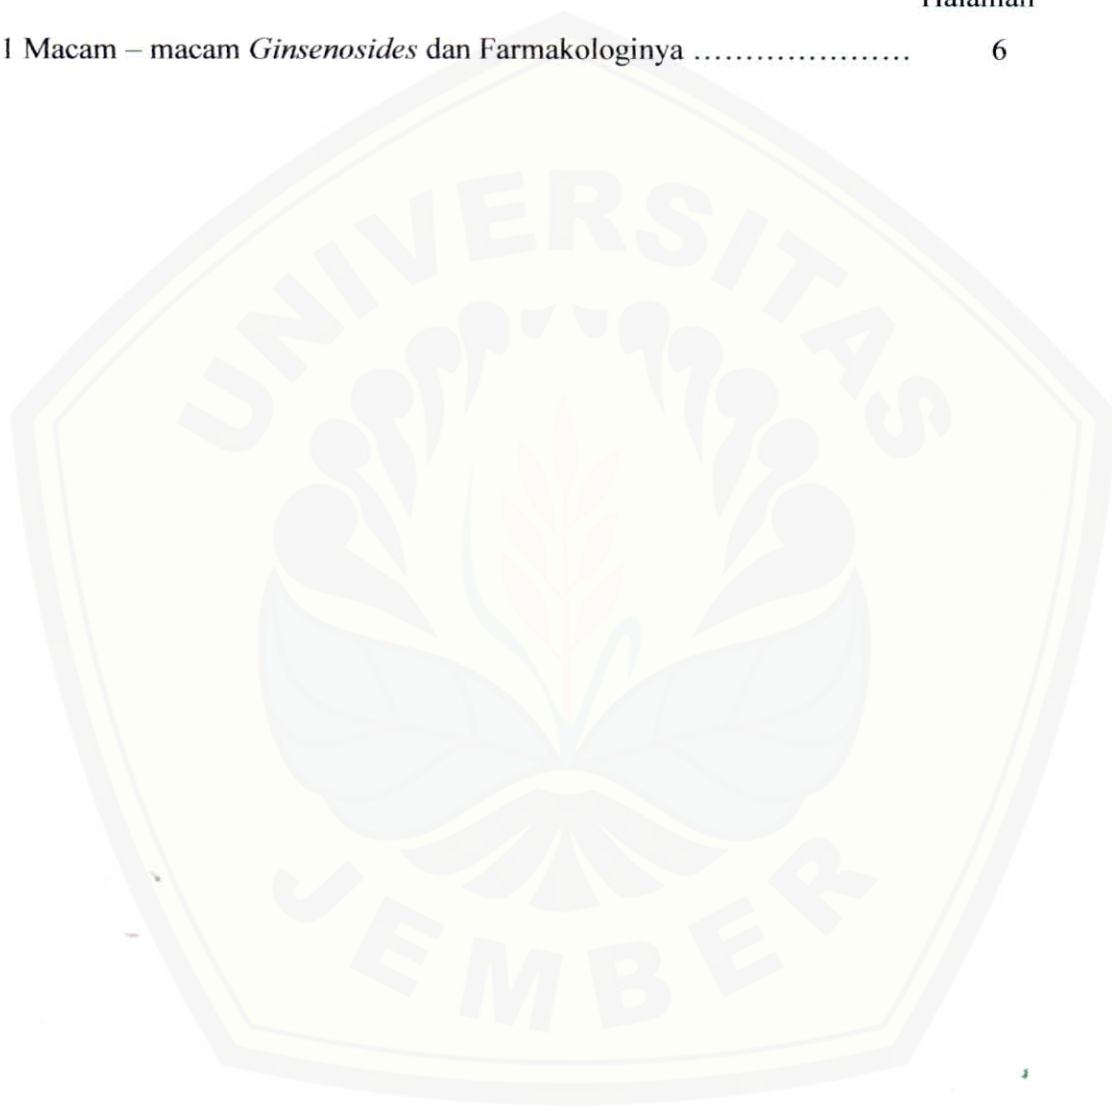 Halaman
1 Macam – macam Ginsenosides dan Farmakologinya ..................... 6
UNIVERSITAS
JEMBER